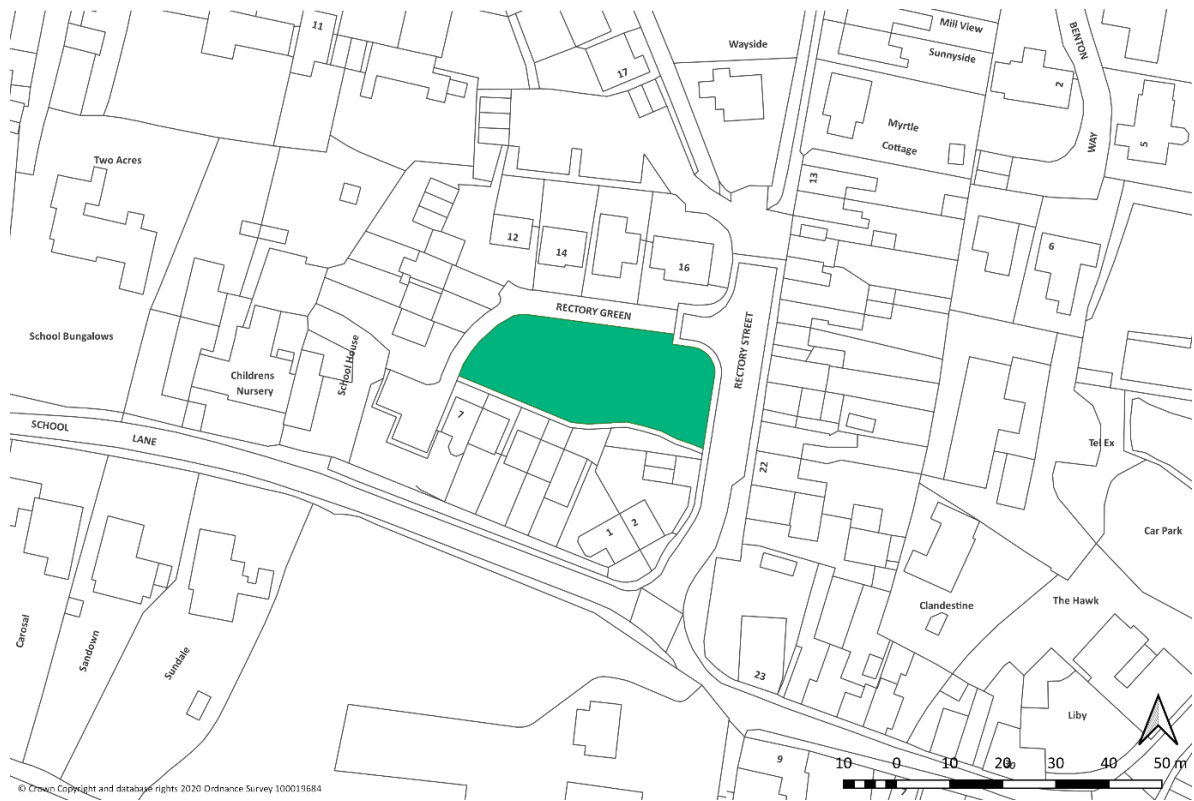 11
17
Wayside
Mill View
Sunnyside
BENTON
WAY
2
5
Two Acres
Myrtle
Cottage
13
12
14
16
6
RECTORY GREEN
RECTORY STREET
School Bungalows
Childrens
Nursery
School House
7
SCHOOL
LANE
22
Tel Ex
Car Park
1
2
Clandestine
The Hawk
Carosal
Sandown
Sundale
23
Liby
9
7
10 0 10 20 30 40 50 m
© Crown Copyright and database rights 2020 Ordnance Survey 100019684